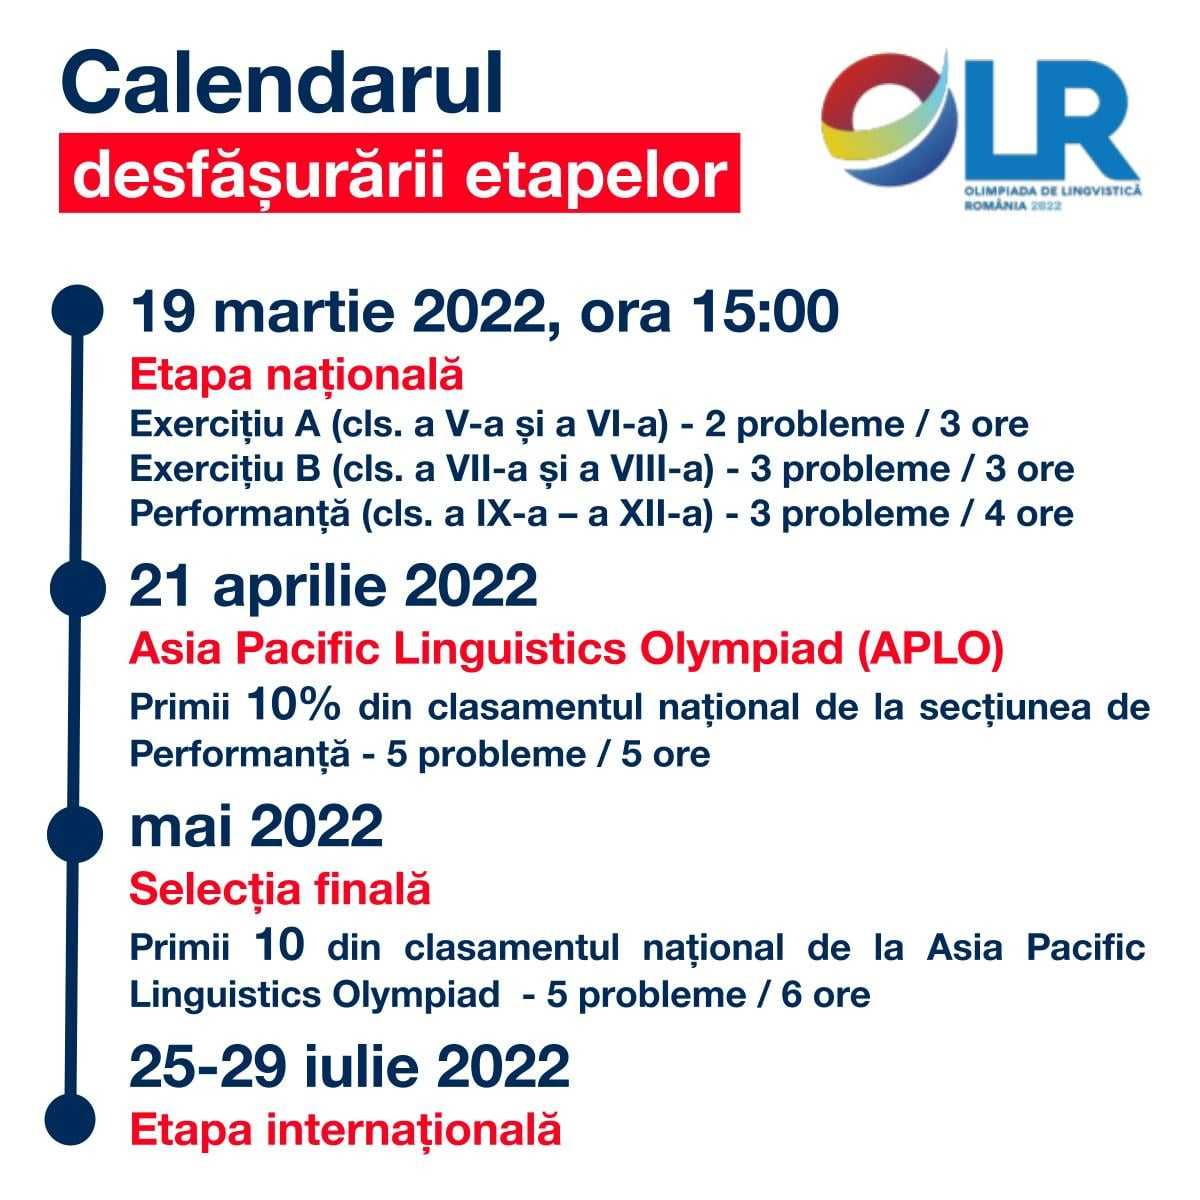 Calendarul
desfășurării etapelor
OLR
OLIMPIADA DE LINGVISTICĂ
ROMÂNIA 2022
19 martie 2022, ora 15:00
Etapa națională
Exercițiu A (cls. a V-a și a VI-a) - 2 probleme / 3 ore
Exercițiu B (cls. a VII-a și a VIII-a) - 3 probleme / 3 ore
Performanță (cls. a IX-a – a XII-a) - 3 probleme / 4 ore
21 aprilie 2022
Asia Pacific Linguistics Olympiad (APLO)
Primii 10% din clasamentul național de la secțiunea de
Performanță - 5 probleme / 5 ore
mai 2022
Selecția finală
Primii 10 din clasamentul național de la Asia Pacific
Linguistics Olympiad - 5 probleme / 6 ore
25-29 iulie 2022
Etapa internațională